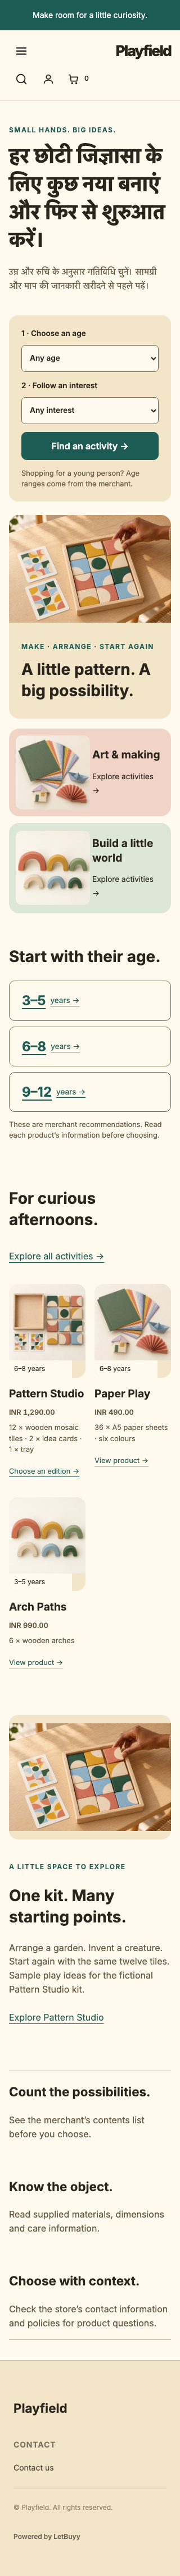 Make room for a little curiosity.
Playfield
0
SMALL HANDS. BIG IDEAS.
हर छोटी जिज्ञासा के
लिए कुछ नया बनाएं
और फिर से शुरुआत
करें।
उम्र और रुचि के अनुसार गतिविधि चुनें। सामग्री
और माप की जानकारी खरीदने से पहले पढ़ें।
1 · Choose an age
Any age
2 · Follow an interest
Any interest
Find an activity →
Shopping for a young person? Age
ranges come from the merchant.
MAKE · ARRANGE · START AGAIN
A little pattern. A
big possibility.
Art & making
Explore activities
→
Build a little
world
Explore activities
→
Start with their age.
3–5 years →
6–8 years →
9–12 years →
These are merchant recommendations. Read
each product’s information before choosing.
For curious
afternoons.
Explore all activities →
6–8 years
Pattern Studio
INR 1,290.00
12 × wooden mosaic
tiles · 2 × idea cards ·
1 × tray
Choose an edition →
6–8 years
Paper Play
INR 490.00
36 × A5 paper sheets
· six colours
View product →
3–5 years
Arch Paths
INR 990.00
6 × wooden arches
View product →
A LITTLE SPACE TO EXPLORE
One kit. Many
starting points.
Arrange a garden. Invent a creature.
Start again with the same twelve tiles.
Sample play ideas for the fictional
Pattern Studio kit.
Explore Pattern Studio
Count the possibilities.
See the merchant’s contents list
before you choose.
Know the object.
Read supplied materials, dimensions
and care information.
Choose with context.
Check the store’s contact information
and policies for product questions.
Playfield
CONTACT
Contact us
© Playfield. All rights reserved.
Powered by LetBuyy